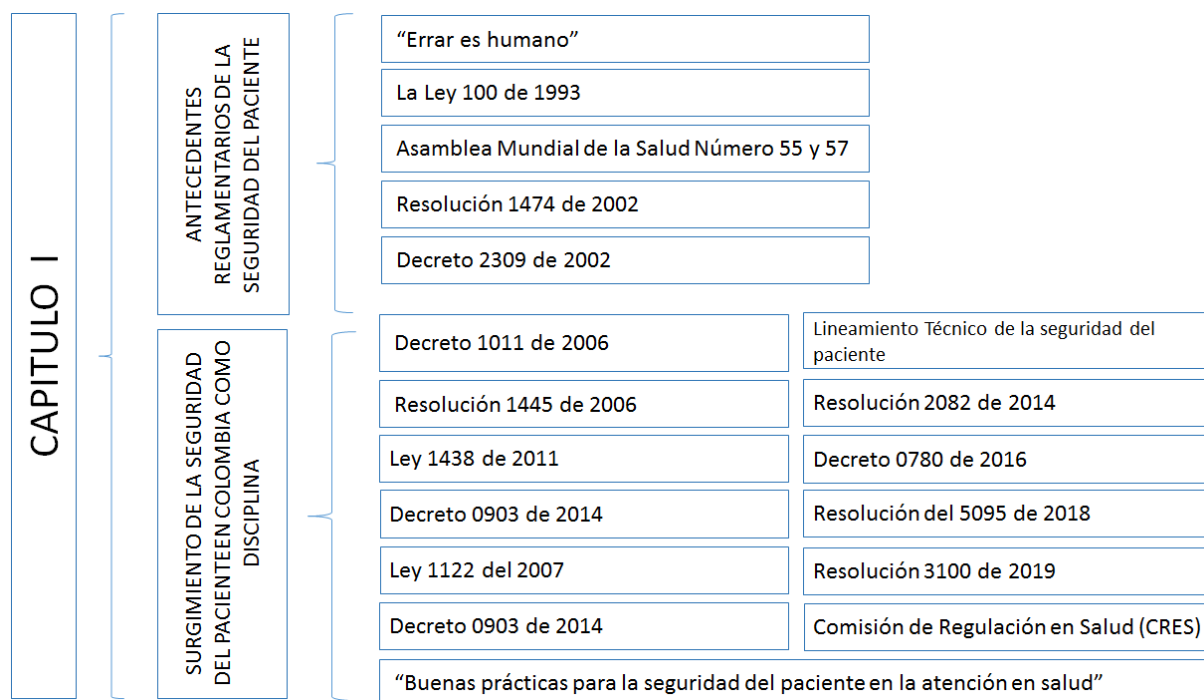 CAPITULO I
ANTECEDENTES
REGLAMENTARIOS DE LA
SEGURIDAD DEL PACIENTE
“Errar es humano”
La Ley 100 de 1993
Asamblea Mundial de la Salud Número 55 y 57
Resolución 1474 de 2002
Decreto 2309 de 2002
SURGIMIENTO DE LA SEGURIDAD
DEL PACIENTEEN COLOMBIA COMO
DISCIPLINA
Decreto 1011 de 2006
Resolución 1445 de 2006
Ley 1438 de 2011
Decreto 0903 de 2014
Ley 1122 del 2007
Decreto 0903 de 2014
Lineamiento Técnico de la seguridad del
paciente
Resolución 2082 de 2014
Decreto 0780 de 2016
Resolución del 5095 de 2018
Resolución 3100 de 2019
Comisión de Regulación en Salud (CRES)
“Buenas prácticas para la seguridad del paciente en la atención en salud”